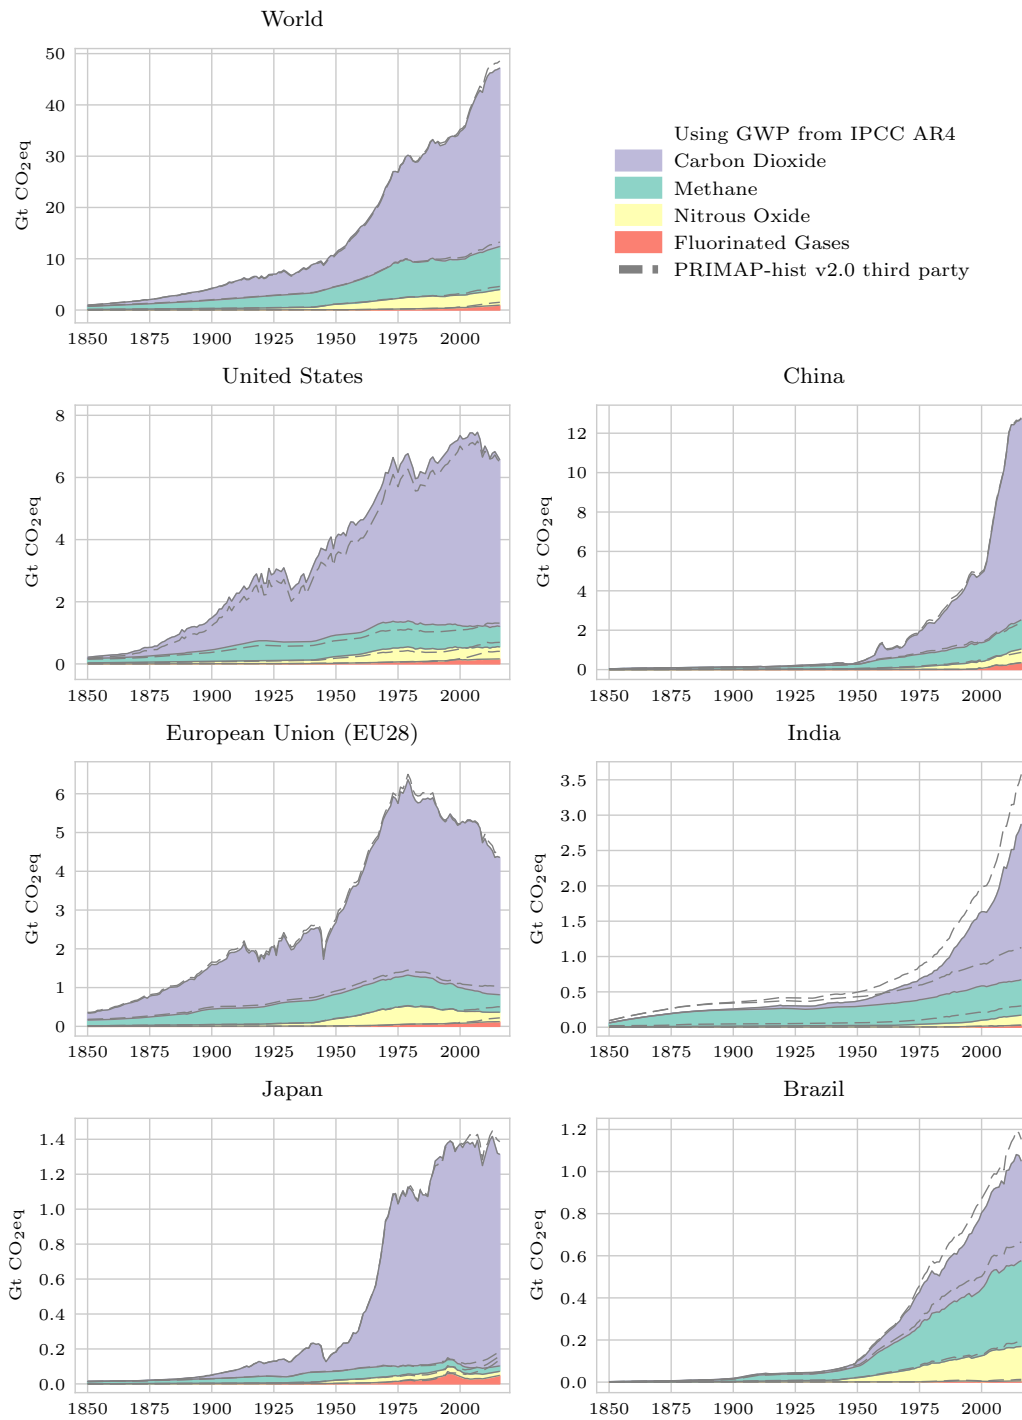 World
50
40
30
20
10
0
Gt CO₂eq
1850 1875 1900 1925 1950 1975 2000
Using GWP from IPCC AR4
Carbon Dioxide
Methane
Nitrous Oxide
Fluorinated Gases
PRIMAP-hist v2.0 third party
United States
8
6
4
2
0
Gt CO₂eq
1850 1875 1900 1925 1950 1975 2000
China
12
10
8
6
4
2
0
Gt CO₂eq
1850 1875 1900 1925 1950 1975 2000
European Union (EU28)
6
5
4
3
2
1
0
Gt CO₂eq
1850 1875 1900 1925 1950 1975 2000
India
3.5
3.0
2.5
2.0
1.5
1.0
0.5
0.0
Gt CO₂eq
1850 1875 1900 1925 1950 1975 2000
Japan
1.4
1.2
1.0
0.8
0.6
0.4
0.2
0.0
Gt CO₂eq
1850 1875 1900 1925 1950 1975 2000
Brazil
1.2
1.0
0.8
0.6
0.4
0.2
0.0
Gt CO₂eq
1850 1875 1900 1925 1950 1975 2000